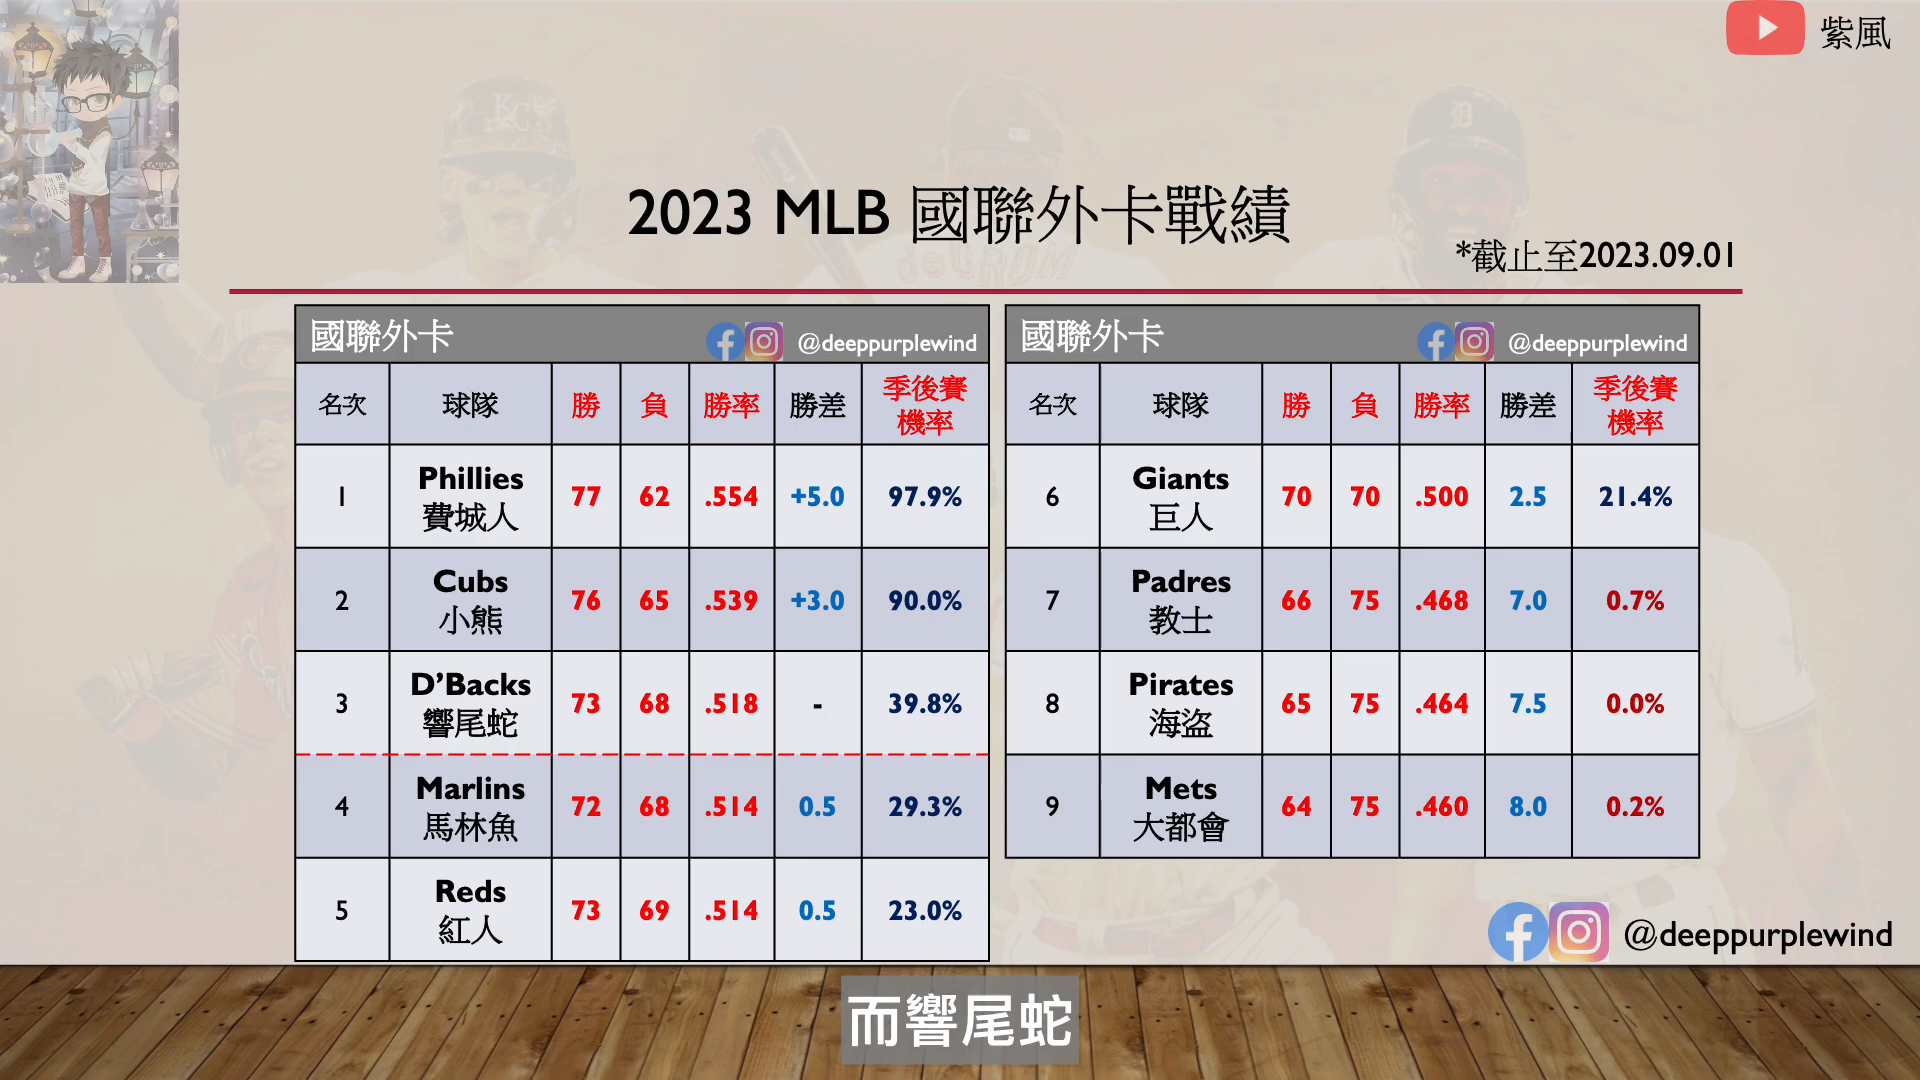 紫風
2023 MLB 國聯外卡戰績
*截止至2023.09.01
國聯外卡 @deeppurplewind
名次 球隊 勝 負 勝率 勝差 季後賽機率
1 Phillies 費城人 77 62 .554 +5.0 97.9%
2 Cubs 小熊 76 65 .539 +3.0 90.0%
3 D’Backs 響尾蛇 73 68 .518 - 39.8%
4 Marlins 馬林魚 72 68 .514 0.5 29.3%
5 Reds 紅人 73 69 .514 0.5 23.0%
國聯外卡 @deeppurplewind
名次 球隊 勝 負 勝率 勝差 季後賽機率
6 Giants 巨人 70 70 .500 2.5 21.4%
7 Padres 教士 66 75 .468 7.0 0.7%
8 Pirates 海盜 65 75 .464 7.5 0.0%
9 Mets 大都會 64 75 .460 8.0 0.2%
@deeppurplewind
而響尾蛇